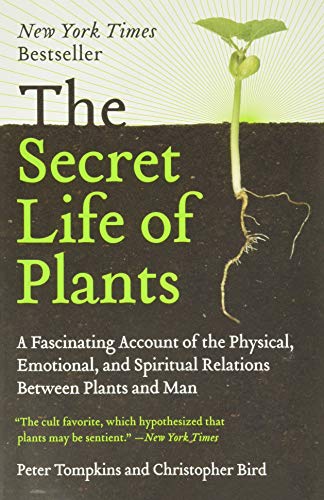 New York Times
Bestseller
The
Secret
Life of
Plants
A Fascinating Account of the Physical,
Emotional, and Spiritual Relations
Between Plants and Man
"The cult favorite, which hypothesized that
plants may be sentient." —New York Times
Peter Tompkins and Christopher Bird